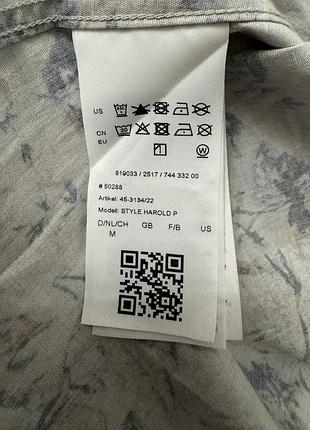 US
CN
EU
W
819033 / 2517 / 744 332 00
# 50288
Artikel: 45-3134/22
Modell: STYLE.HAROLD P
D/NL/CH GB F/B US
M